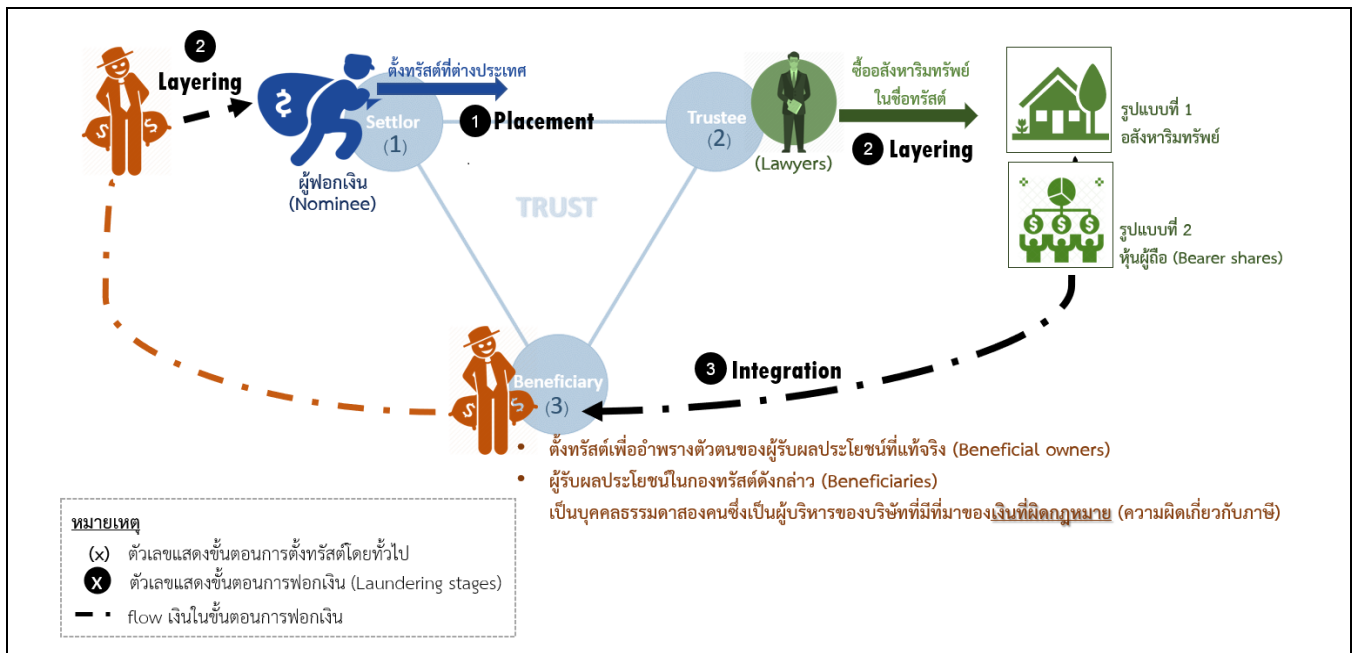 2
Layering
ตั้งทรัสต์ที่ต่างประเทศ
Settlor
(1)
1 Placement
ผู้ฟอกเงิน
(Nominee)
TRUST
Trustee
(2)
(Lawyers)
ซื้ออสังหาริมทรัพย์
ในชื่อทรัสต์
2 Layering
รูปแบบที่ 1
อสังหาริมทรัพย์
รูปแบบที่ 2
หุ้นผู้ถือ (Bearer shares)
3 Integration
Beneficiary
(3)
• ตั้งทรัสต์เพื่ออำพรางตัวตนของผู้รับผลประโยชน์ที่แท้จริง (Beneficial owners)
• ผู้รับผลประโยชน์ในกองทรัสต์ดังกล่าว (Beneficiaries)
เป็นบุคคลธรรมดาสองคนซึ่งเป็นผู้บริหารของบริษัทที่มีที่มาของเงินที่ผิดกฎหมาย (ความผิดเกี่ยวกับภาษี)
หมายเหตุ
(x) ตัวเลขแสดงขั้นตอนการตั้งทรัสต์โดยทั่วไป
X ตัวเลขแสดงขั้นตอนการฟอกเงิน (Laundering stages)
flow เงินในขั้นตอนการฟอกเงิน